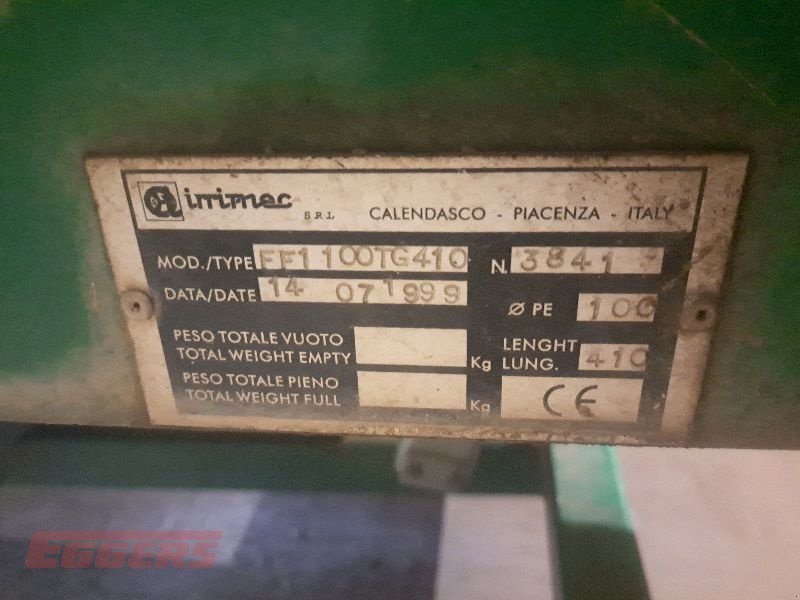 irrimec S.R.L CALENDASCO - PIACENZA - ITALY
MOD./TYPE FF1 100TG410 N. 3841
DATA/DATE 14 07 1999
Ø PE 100
PESO TOTALE VUOTO
TOTAL WEIGHT EMPTY Kg
LENGHT
LUNG. 410
PESO TOTALE PIENO
TOTAL WEIGHT FULL Kg
CE
EGGERS